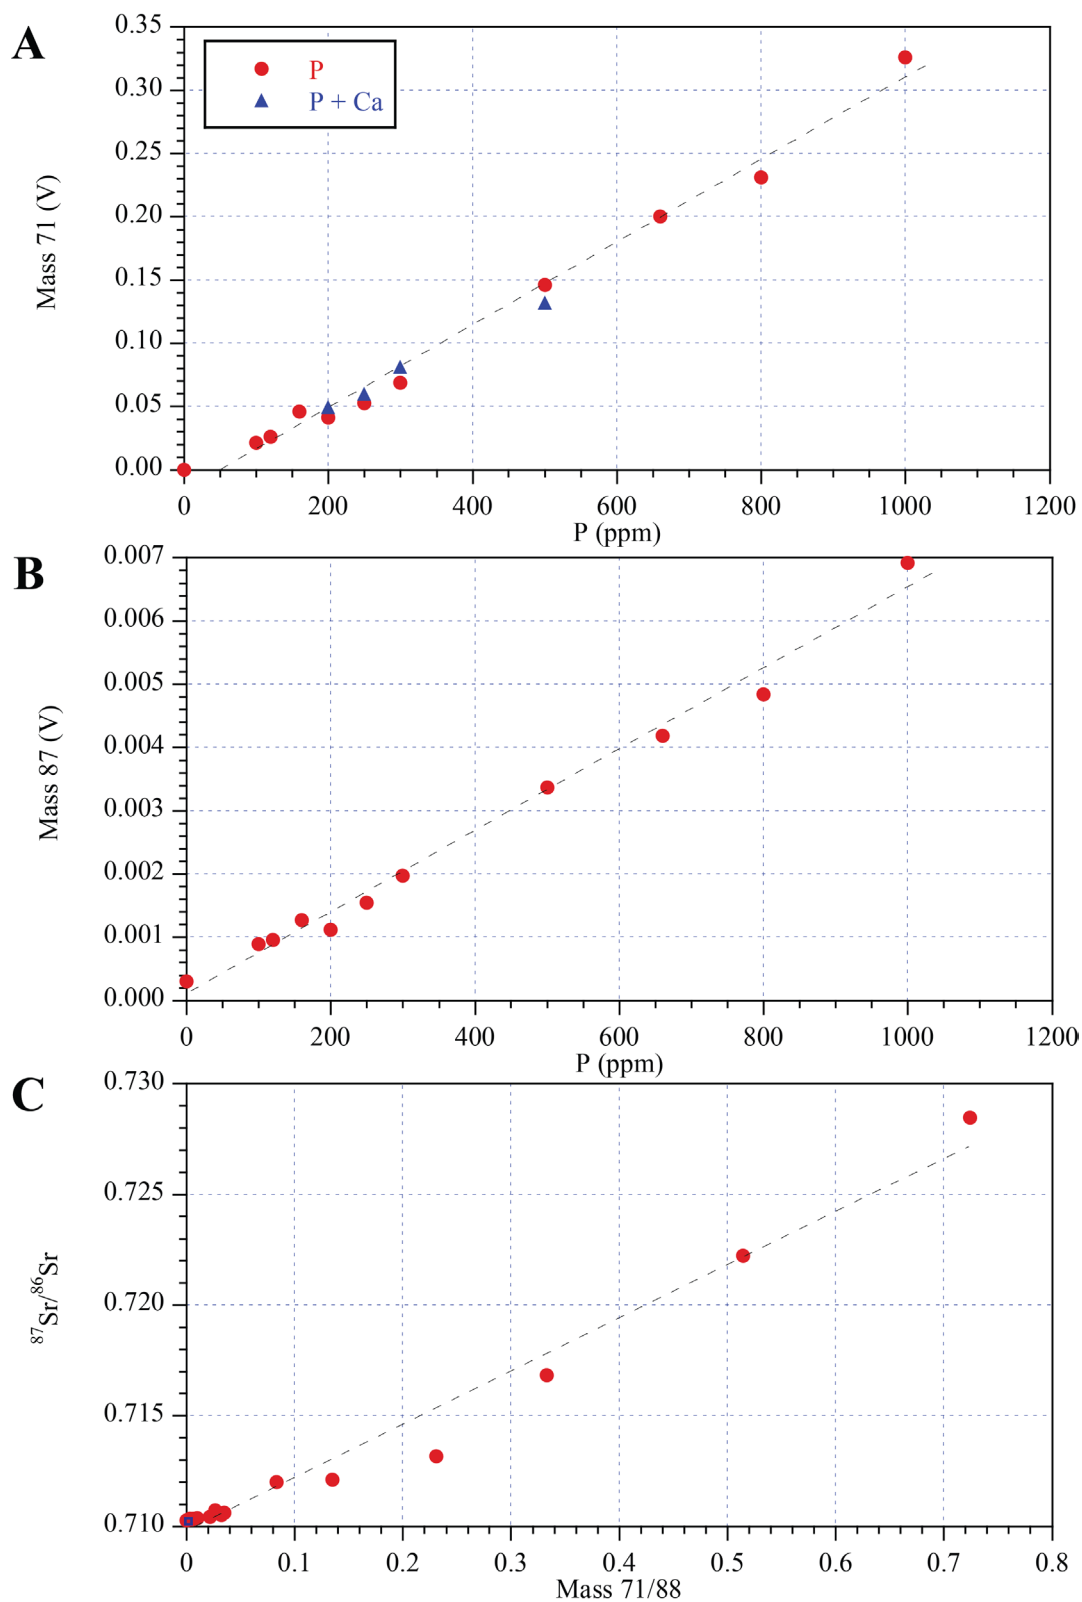 A
0.35
0.30
0.25
0.20
0.15
0.10
0.05
0.00
Mass 71 (V)
P
P + Ca
0 200 400 600 800 1000 1200
P (ppm)
B
0.007
0.006
0.005
0.004
0.003
0.002
0.001
0.000
Mass 87 (V)
0 200 400 600 800 1000 1200
P (ppm)
C
0.730
0.725
0.720
0.715
0.710
⁸⁷Sr/⁸⁶Sr
0 0.1 0.2 0.3 0.4 0.5 0.6 0.7 0.8
Mass 71/88